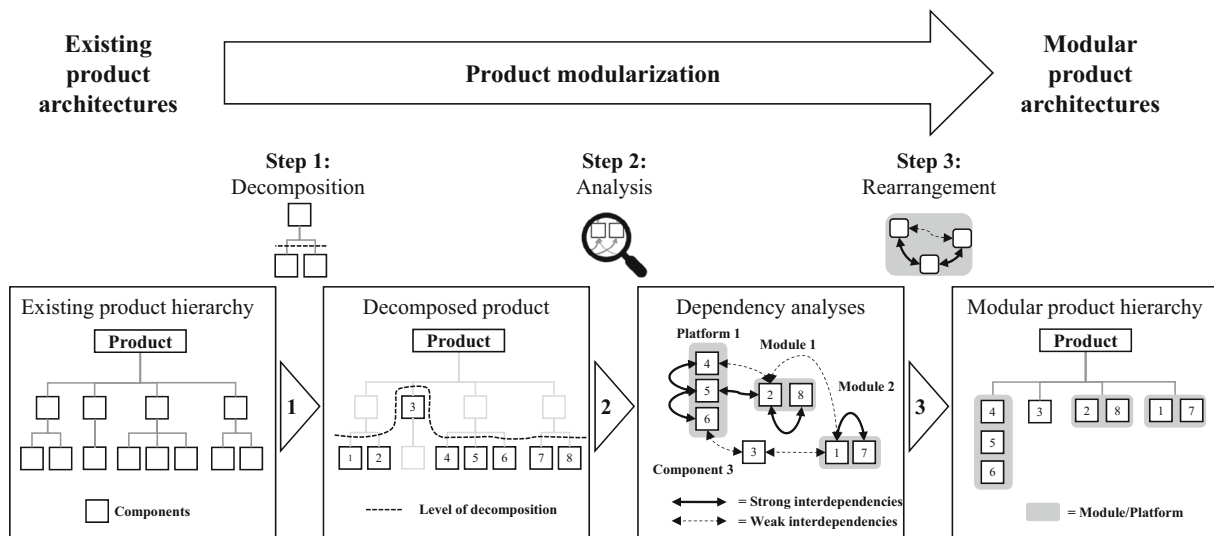 Existing
product
architectures
Product modularization
Modular
product
architectures
Step 1:
Decomposition
Step 2:
Analysis
Step 3:
Rearrangement
Existing product hierarchy
Product
Components
1
Decomposed product
Product
3
1 2 4 5 6 7 8
Level of decomposition
2
Dependency analyses
Platform 1
Module 1
4
Module 2
5 2 8
6
3 1 7
Component 3
= Strong interdependencies
= Weak interdependencies
3
Modular product hierarchy
Product
4 3 2 8 1 7
5
6
= Module/Platform